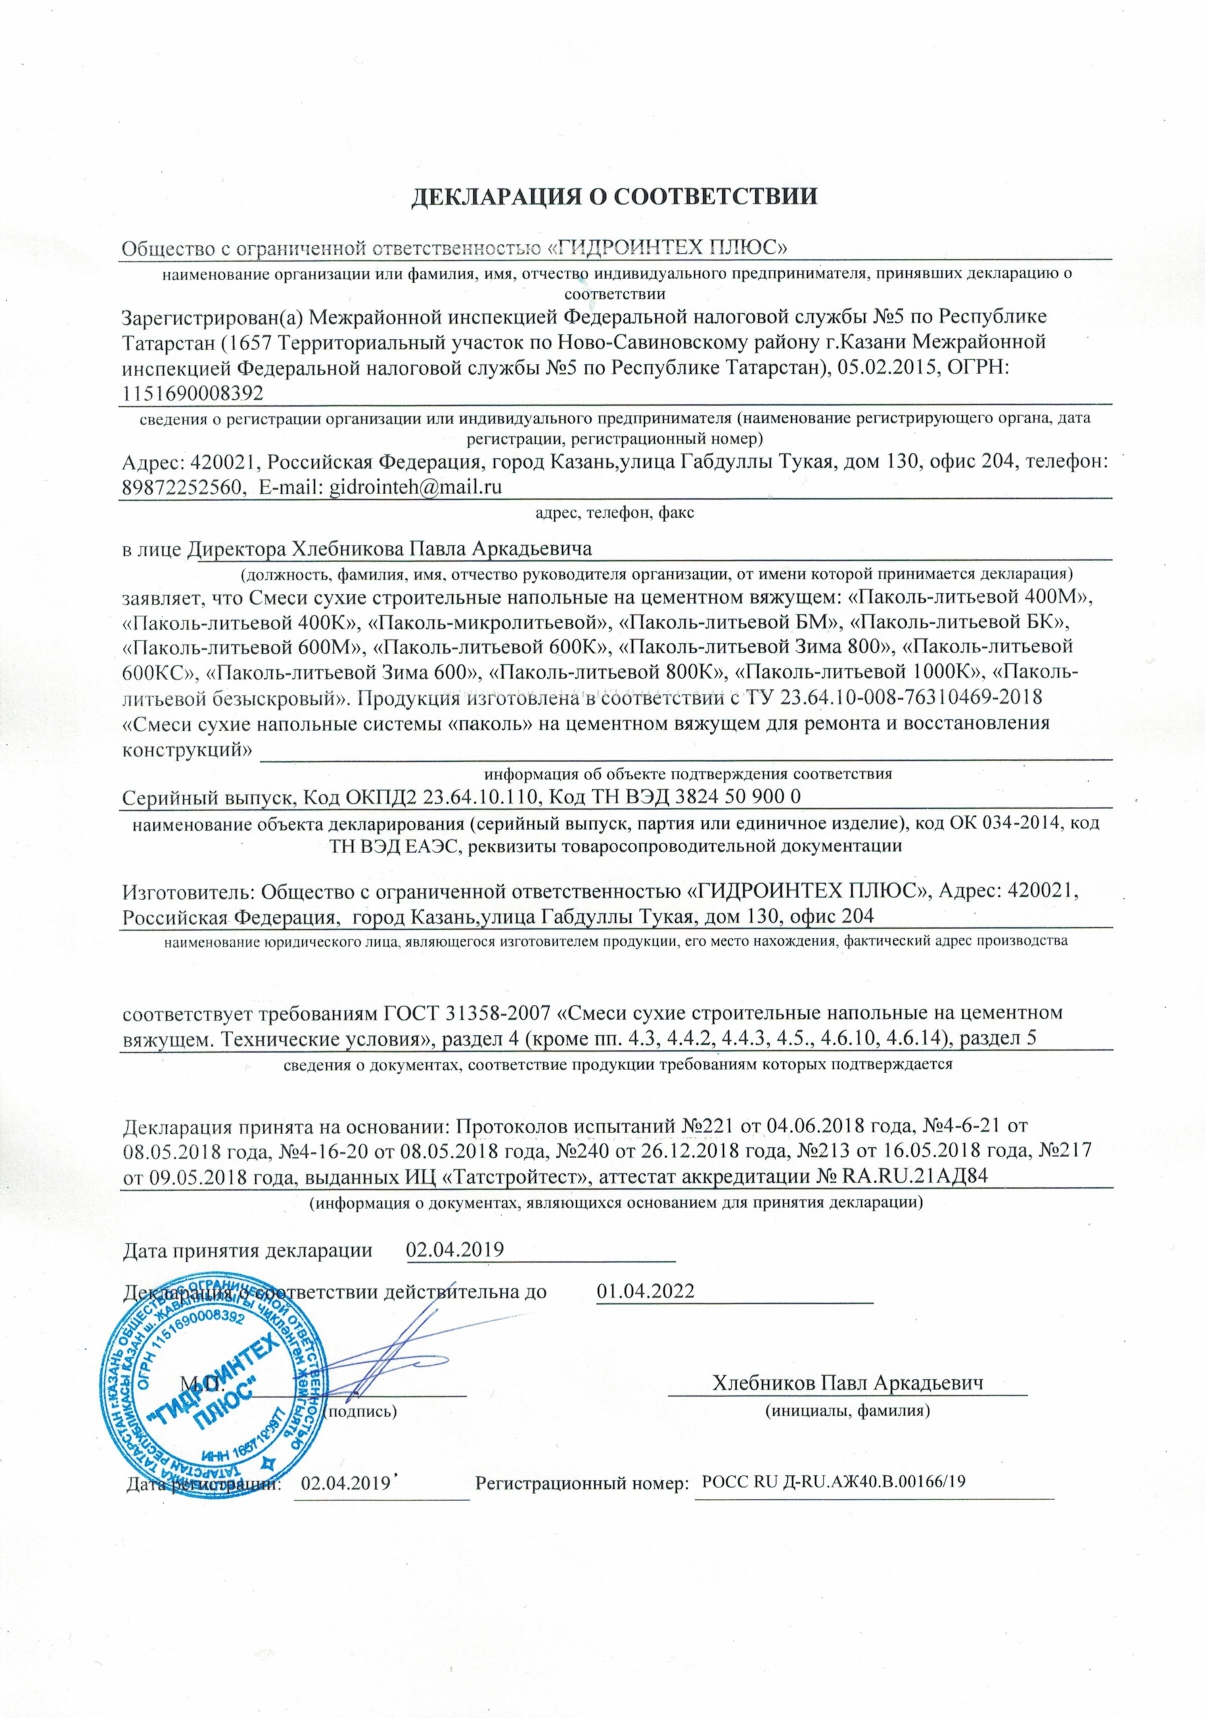 ДЕКЛАРАЦИЯ О СООТВЕТСТВИИ
Общество с ограниченной ответственностью «ГИДРОИНТЕХ ПЛЮС»
наименование организации или фамилия, имя, отчество индивидуального предпринимателя, принявших декларацию о
соответствии
Зарегистрирован(а) Межрайонной инспекцией Федеральной налоговой службы №5 по Республике
Татарстан (1657 Территориальный участок по Ново-Савиновскому району г.Казани Межрайонной
инспекцией Федеральной налоговой службы №5 по Республике Татарстан), 05.02.2015, ОГРН:
1151690008392
сведения о регистрации организации или индивидуального предпринимателя (наименование регистрирующего органа, дата
регистрации, регистрационный номер)
Адрес: 420021, Российская Федерация, город Казань,улица Габдуллы Тукая, дом 130, офис 204, телефон:
89872252560, E-mail: gidrointeh@mail.ru
адрес, телефон, факс
в лице Директора Хлебникова Павла Аркадьевича
(должность, фамилия, имя, отчество руководителя организации, от имени которой принимается декларация)
заявляет, что Смеси сухие строительные напольные на цементном вяжущем: «Паколь-литьевой 400М»,
«Паколь-литьевой 400К», «Паколь-микролитьевой», «Паколь-литьевой БМ», «Паколь-литьевой БК»,
«Паколь-литьевой 600М», «Паколь-литьевой 600К», «Паколь-литьевой Зима 800», «Паколь-литьевой
600КС», «Паколь-литьевой Зима 600», «Паколь-литьевой 800К», «Паколь-литьевой 1000К», «Паколь-
литьевой безыскровый». Продукция изготовлена в соответствии с ТУ 23.64.10-008-76310469-2018
«Смеси сухие напольные системы «паколь» на цементном вяжущем для ремонта и восстановления
конструкций»
информация об объекте подтверждения соответствия
Серийный выпуск, Код ОКПД2 23.64.10.110, Код ТН ВЭД 3824 50 900 0
наименование объекта декларирования (серийный выпуск, партия или единичное изделие), код ОК 034-2014, код
ТН ВЭД ЕАЭС, реквизиты товаросопроводительной документации
Изготовитель: Общество с ограниченной ответственностью «ГИДРОИНТЕХ ПЛЮС», Адрес: 420021,
Российская Федерация, город Казань,улица Габдуллы Тукая, дом 130, офис 204
наименование юридического лица, являющегося изготовителем продукции, его место нахождения, фактический адрес производства
соответствует требованиям ГОСТ 31358-2007 «Смеси сухие строительные напольные на цементном
вяжущем. Технические условия», раздел 4 (кроме пп. 4.3, 4.4.2, 4.4.3, 4.5., 4.6.10, 4.6.14), раздел 5
сведения о документах, соответствие продукции требованиям которых подтверждается
Декларация принята на основании: Протоколов испытаний №221 от 04.06.2018 года, №4-6-21 от
08.05.2018 года, №4-16-20 от 08.05.2018 года, №240 от 26.12.2018 года, №213 от 16.05.2018 года, №217
от 09.05.2018 года, выданных ИЦ «Татстройтест», аттестат аккредитации № RA.RU.21АД84
(информация о документах, являющихся основанием для принятия декларации)
Дата принятия декларации 02.04.2019
Декларация о соответствии действительна до 01.04.2022
ОГРН 1151690008392
"ГИДРОИНТЕХ
ПЛЮС"
М.П. Хлебников Павл Аркадьевич
(подпись) (инициалы, фамилия)
Дата регистрации: 02.04.2019 Регистрационный номер: РОСС RU Д-RU.АЖ40.В.00166/19